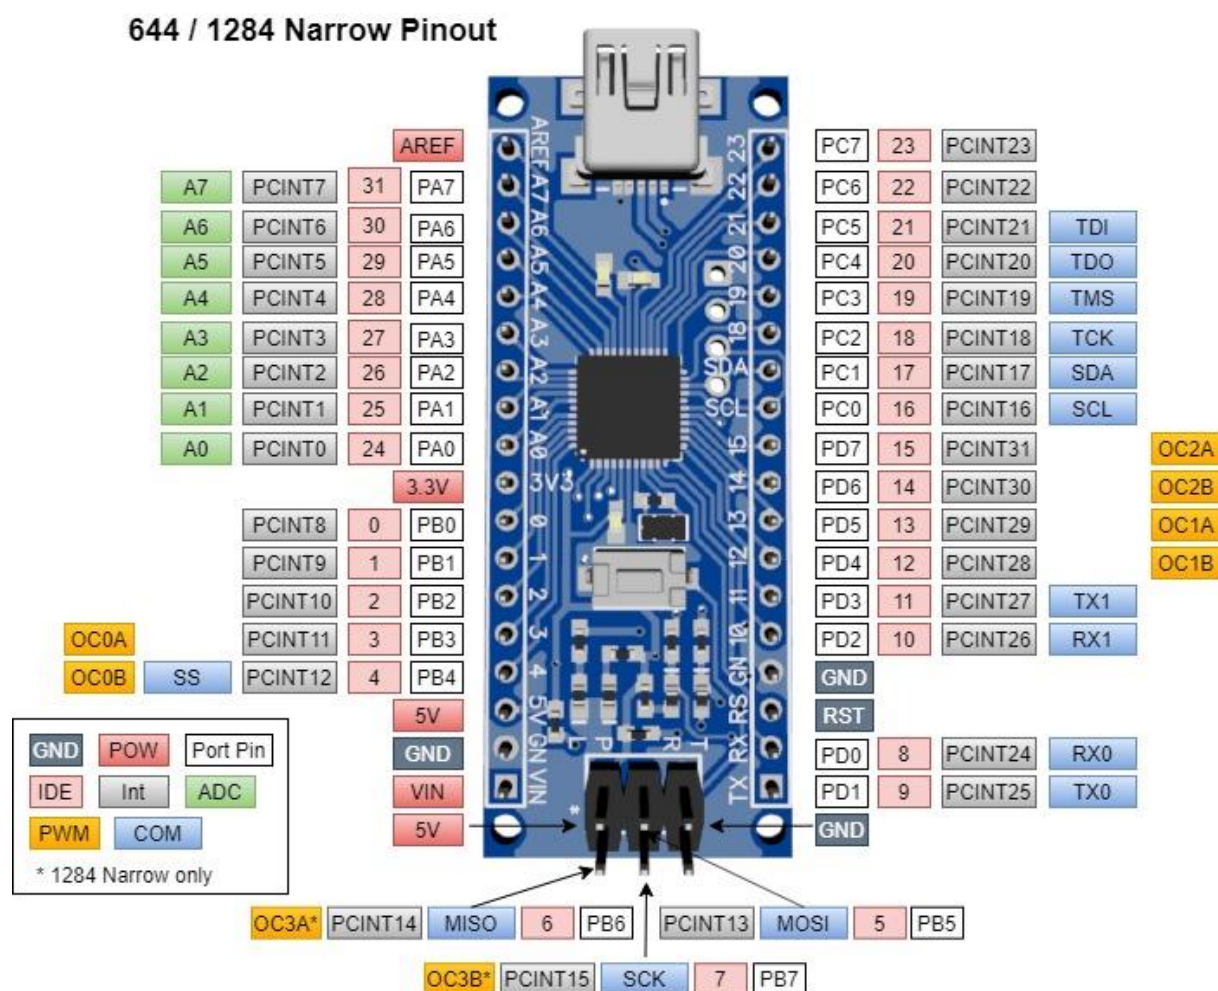 644 / 1284 Narrow Pinout
AREF AREF 23 PC7 23 PCINT23
A7 PCINT7 31 PA7 A7 22 PC6 22 PCINT22
A6 PCINT6 30 PA6 A6 21 PC5 21 PCINT21 TDI
A5 PCINT5 29 PA5 A5 20 PC4 20 PCINT20 TDO
A4 PCINT4 28 PA4 A4 19 PC3 19 PCINT19 TMS
A3 PCINT3 27 PA3 A3 18 PC2 18 PCINT18 TCK
A2 PCINT2 26 PA2 A2 SDA PC1 17 PCINT17 SDA
A1 PCINT1 25 PA1 A1 SCL PC0 16 PCINT16 SCL
A0 PCINT0 24 PA0 A0 15 PD7 15 PCINT31 OC2A
3.3V 3V3 14 PD6 14 PCINT30 OC2B
PCINT8 0 PB0 0 13 PD5 13 PCINT29 OC1A
PCINT9 1 PB1 1 12 PD4 12 PCINT28 OC1B
PCINT10 2 PB2 2 11 PD3 11 PCINT27 TX1
OC0A PCINT11 3 PB3 3 10 PD2 10 PCINT26 RX1
OC0B SS PCINT12 4 PB4 4 GN GND
5V 5V RS RST
GND GN L P R T RX PD0 8 PCINT24 RX0
VIN VIN TX PD1 9 PCINT25 TX0
5V * GND
GND POW Port Pin
IDE Int ADC
PWM COM
* 1284 Narrow only
OC3A* PCINT14 MISO 6 PB6 PCINT13 MOSI 5 PB5
OC3B* PCINT15 SCK 7 PB7